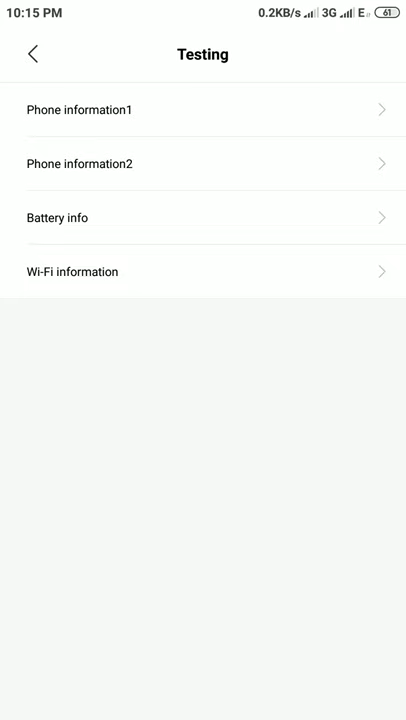 10:15 PM 0.2KB/s 3G E 61
Testing
Phone information1
Phone information2
Battery info
Wi-Fi information